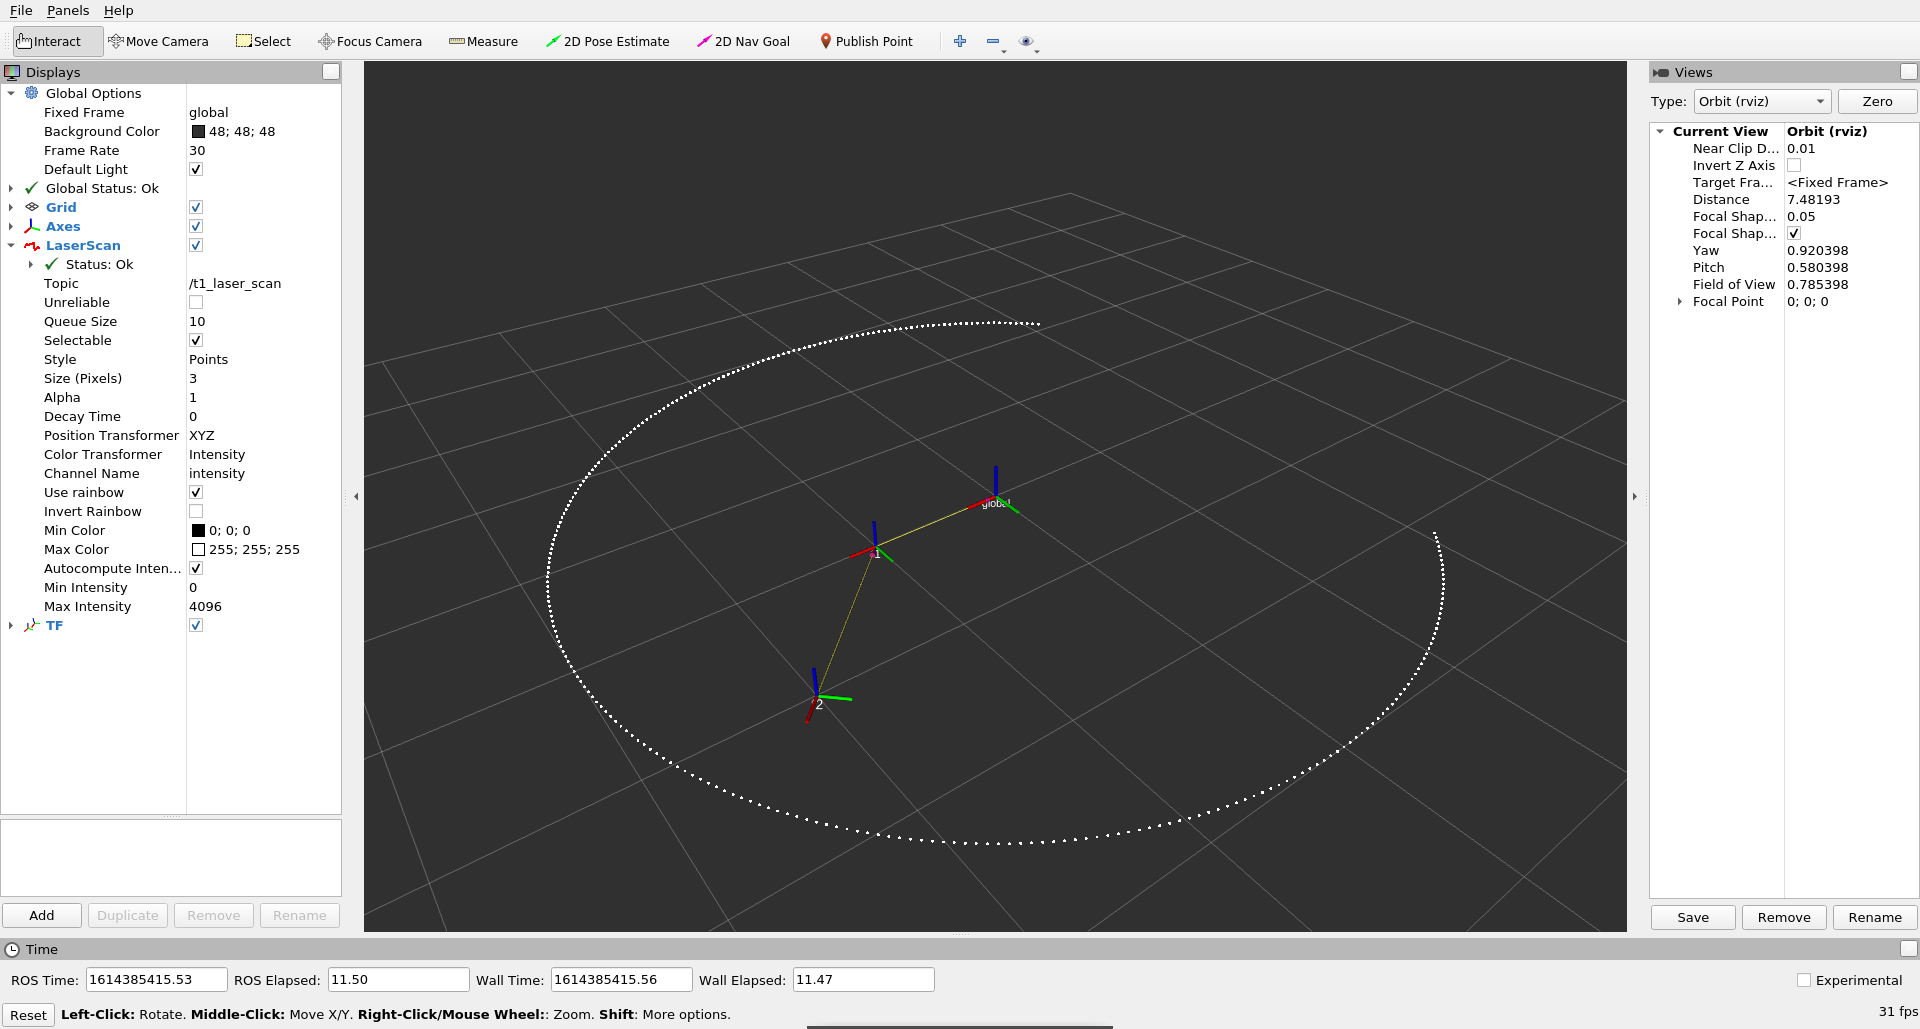 File Panels Help
Interact Move Camera Select Focus Camera Measure 2D Pose Estimate 2D Nav Goal Publish Point
Displays
Global Options
Fixed Frame global
Background Color 48; 48; 48
Frame Rate 30
Default Light
Global Status: Ok
Grid
Axes
LaserScan
Status: Ok
Topic /t1_laser_scan
Unreliable
Queue Size 10
Selectable
Style Points
Size (Pixels) 3
Alpha 1
Decay Time 0
Position Transformer XYZ
Color Transformer Intensity
Channel Name intensity
Use rainbow
Invert Rainbow
Min Color 0; 0; 0
Max Color 255; 255; 255
Autocompute Inten...
Min Intensity 0
Max Intensity 4096
TF
Add Duplicate Remove Rename
global
1
2
Views
Type: Orbit (rviz) Zero
Current View Orbit (rviz)
Near Clip D... 0.01
Invert Z Axis
Target Fra... <Fixed Frame>
Distance 7.48193
Focal Shap... 0.05
Focal Shap...
Yaw 0.920398
Pitch 0.580398
Field of View 0.785398
Focal Point 0; 0; 0
Save Remove Rename
Time
ROS Time: 1614385415.53 ROS Elapsed: 11.50 Wall Time: 1614385415.56 Wall Elapsed: 11.47 Experimental
Reset Left-Click: Rotate. Middle-Click: Move X/Y. Right-Click/Mouse Wheel:: Zoom. Shift: More options. 31 fps